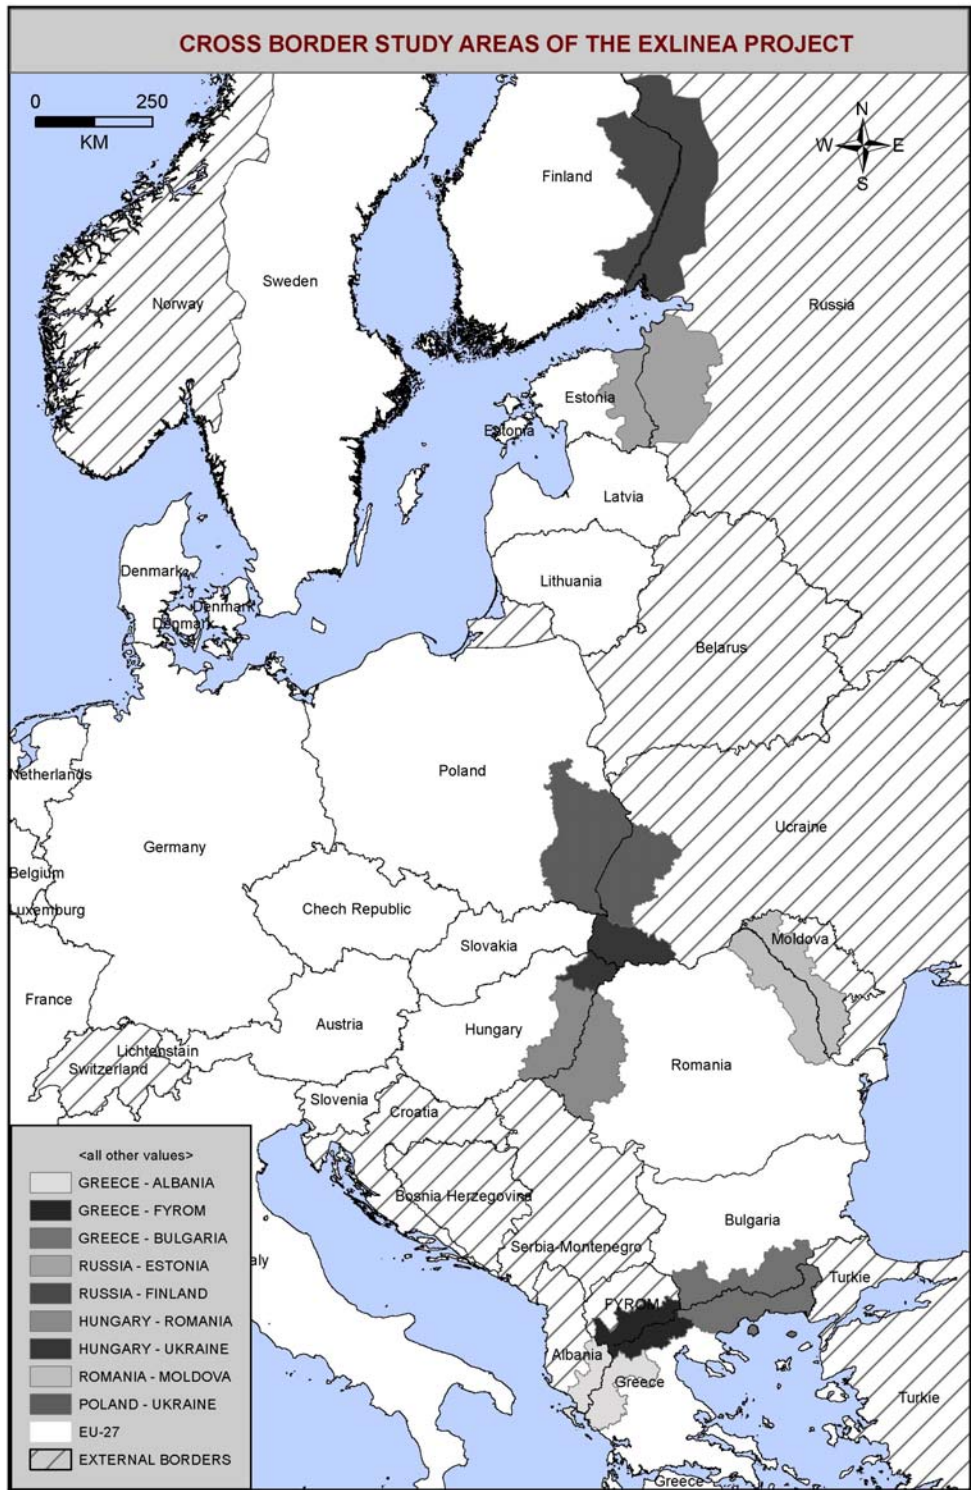 CROSS BORDER STUDY AREAS OF THE EXLINEA PROJECT
0 250
KM
N
W E
S
Finland
Norway
Sweden
Russia
Estonia
Estonia
Latvia
Denmark
Lithuania
Denmark
Denmark
Belarus
Netherlands
Poland
Ucraine
Germany
Belgium
Luxemburg
Chech Republic
Slovakia
Moldova
France
Austria
Hungary
Lichtenstain
Switzerland
Romania
Slovenia
Croatia
Bosnia Herzegovina
Bulgaria
Serbia-Montenegro
aly
Turkie
FYROM
Albania
Greece
Turkie
Greece
<all other values>
GREECE - ALBANIA
GREECE - FYROM
GREECE - BULGARIA
RUSSIA - ESTONIA
RUSSIA - FINLAND
HUNGARY - ROMANIA
HUNGARY - UKRAINE
ROMANIA - MOLDOVA
POLAND - UKRAINE
EU-27
EXTERNAL BORDERS